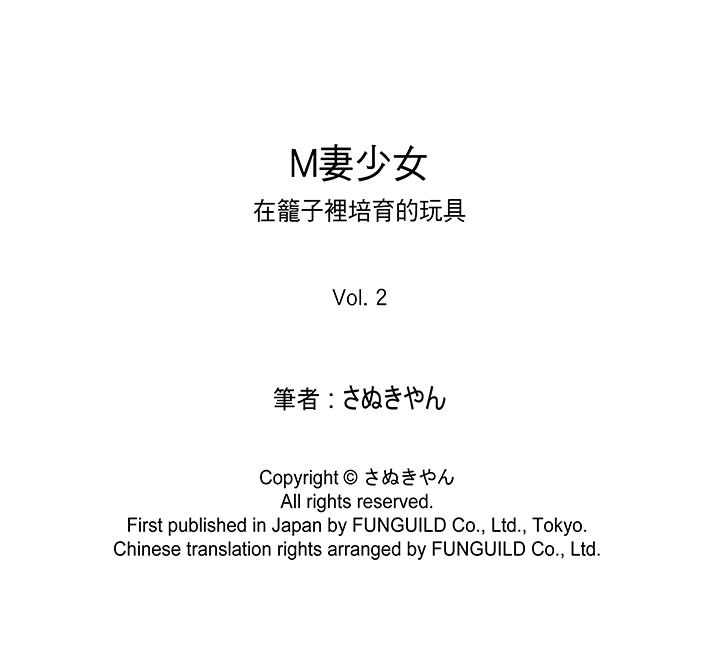 M妻少女
在籠子裡培育的玩具
Vol. 2
筆者 : さぬきやん
Copyright © さぬきやん
All rights reserved.
First published in Japan by FUNGUILD Co., Ltd., Tokyo.
Chinese translation rights arranged by FUNGUILD Co., Ltd.